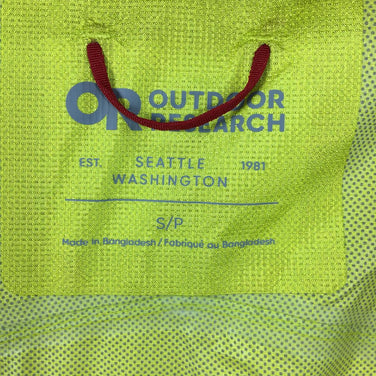 OR OUTDOOR
RESEARCH
EST. SEATTLE 1981
WASHINGTON
S/P
Made in Bangladesh / Fabriqué au Bangladesh